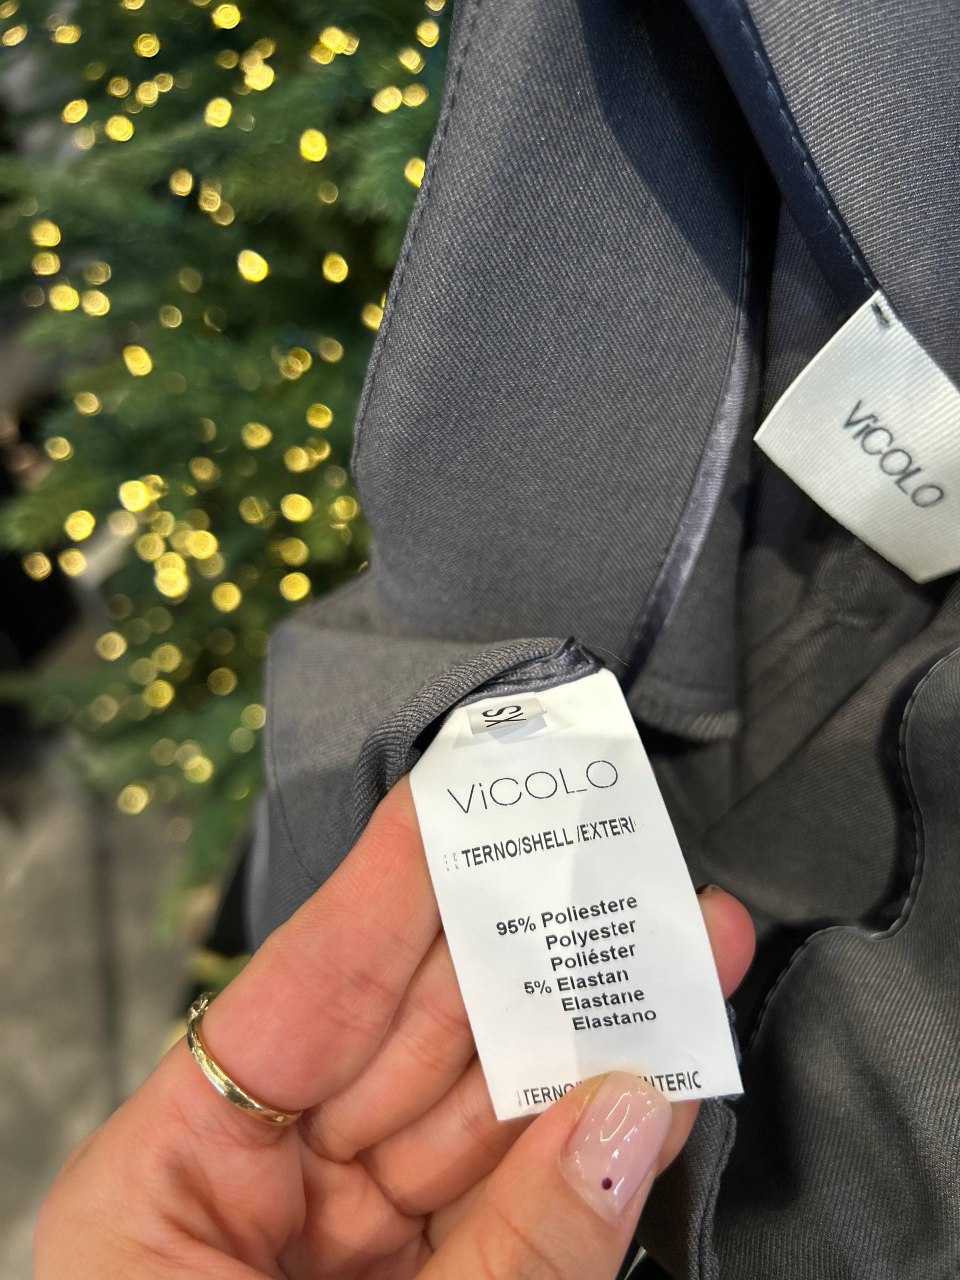 ViCOLO
XS
ViCOLO
TERNO/SHELL/EXTERI
95% Poliestere
Polyester
Poliéster
5% Elastan
Elastane
Elastano